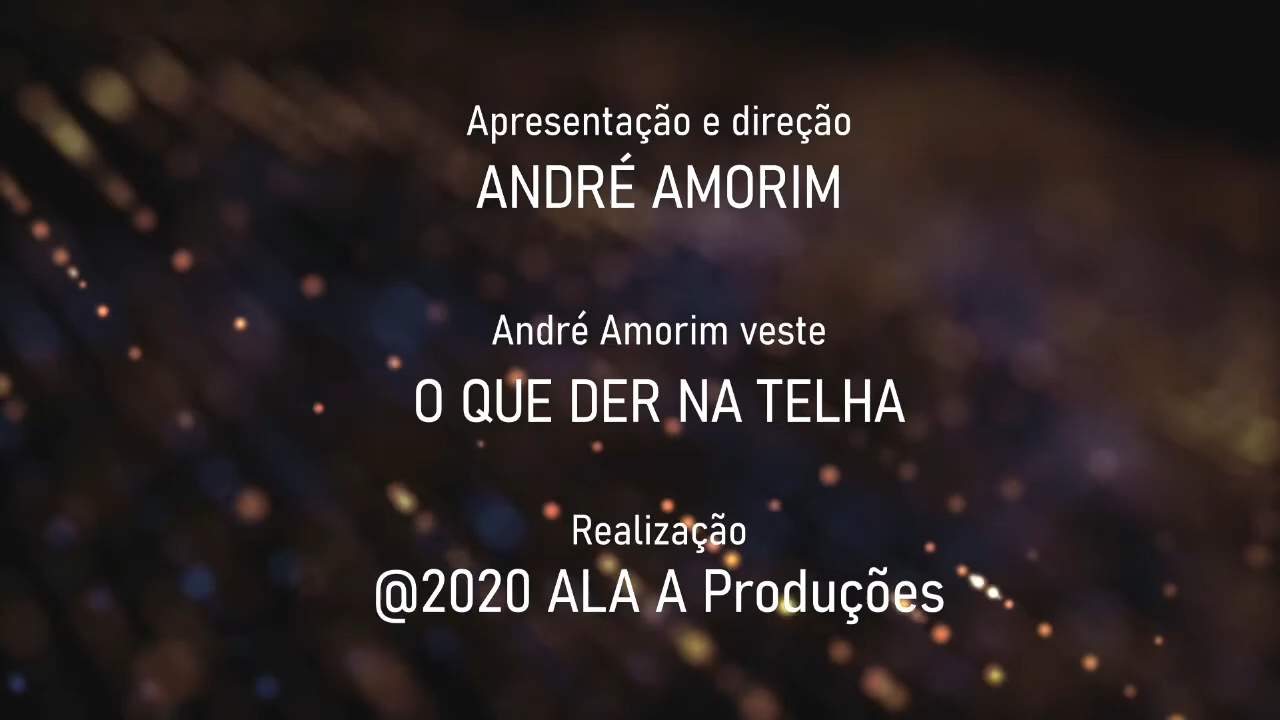 Apresentação e direção
ANDRÉ AMORIM
André Amorim veste
O QUE DER NA TELHA
Realização
@2020 ALA A Produções